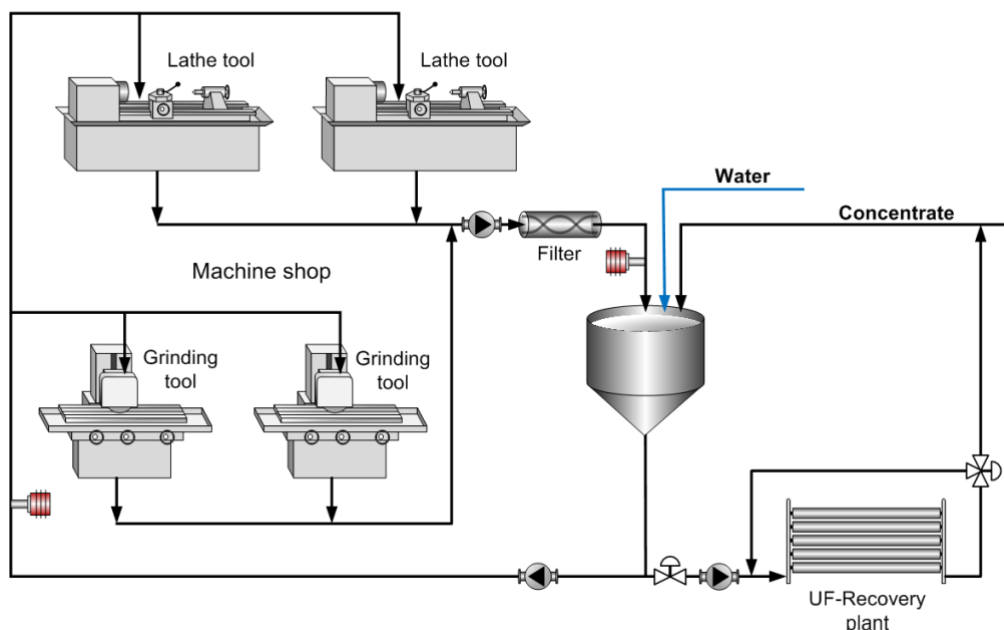 Lathe tool
Lathe tool
Water
Concentrate
Filter
Machine shop
Grinding
tool
Grinding
tool
UF-Recovery
plant